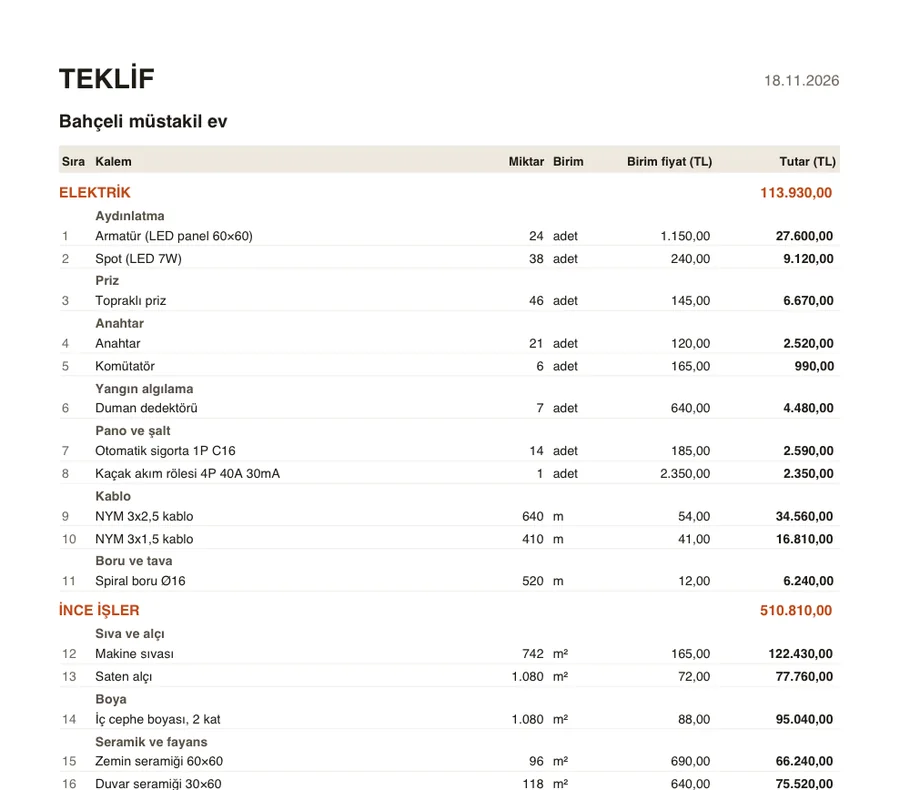 TEKLİF 18.11.2026
Bahçeli müstakil ev
Sıra Kalem Miktar Birim Birim fiyat (TL) Tutar (TL)
ELEKTRİK 113.930,00
Aydınlatma
1 Armatür (LED panel 60×60) 24 adet 1.150,00 27.600,00
2 Spot (LED 7W) 38 adet 240,00 9.120,00
Priz
3 Topraklı priz 46 adet 145,00 6.670,00
Anahtar
4 Anahtar 21 adet 120,00 2.520,00
5 Komütatör 6 adet 165,00 990,00
Yangın algılama
6 Duman dedektörü 7 adet 640,00 4.480,00
Pano ve şalt
7 Otomatik sigorta 1P C16 14 adet 185,00 2.590,00
8 Kaçak akım rölesi 4P 40A 30mA 1 adet 2.350,00 2.350,00
Kablo
9 NYM 3x2,5 kablo 640 m 54,00 34.560,00
10 NYM 3x1,5 kablo 410 m 41,00 16.810,00
Boru ve tava
11 Spiral boru Ø16 520 m 12,00 6.240,00
İNCE İŞLER 510.810,00
Sıva ve alçı
12 Makine sıvası 742 m² 165,00 122.430,00
13 Saten alçı 1.080 m² 72,00 77.760,00
Boya
14 İç cephe boyası, 2 kat 1.080 m² 88,00 95.040,00
Seramik ve fayans
15 Zemin seramiği 60×60 96 m² 690,00 66.240,00
16 Duvar seramiği 30×60 118 m² 640,00 75.520,00